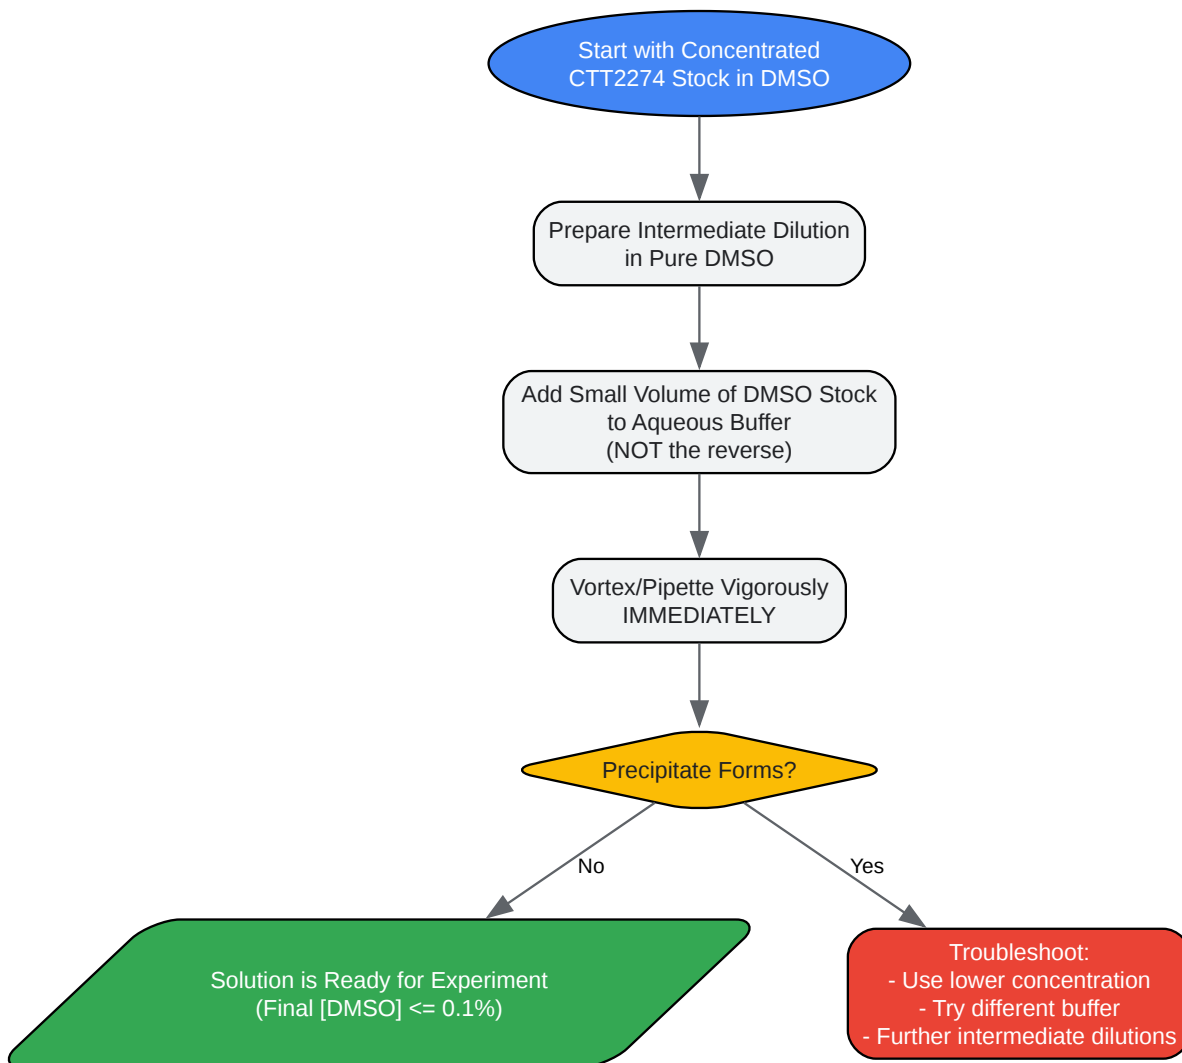 Start with Concentrated
CTT2274 Stock in DMSO
Prepare Intermediate Dilution
in Pure DMSO
Add Small Volume of DMSO Stock
to Aqueous Buffer
(NOT the reverse)
Vortex/Pipette Vigorously
IMMEDIATELY
Precipitate Forms?
No
Yes
Solution is Ready for Experiment
(Final [DMSO] <= 0.1%)
Troubleshoot:
- Use lower concentration
- Try different buffer
- Further intermediate dilutions